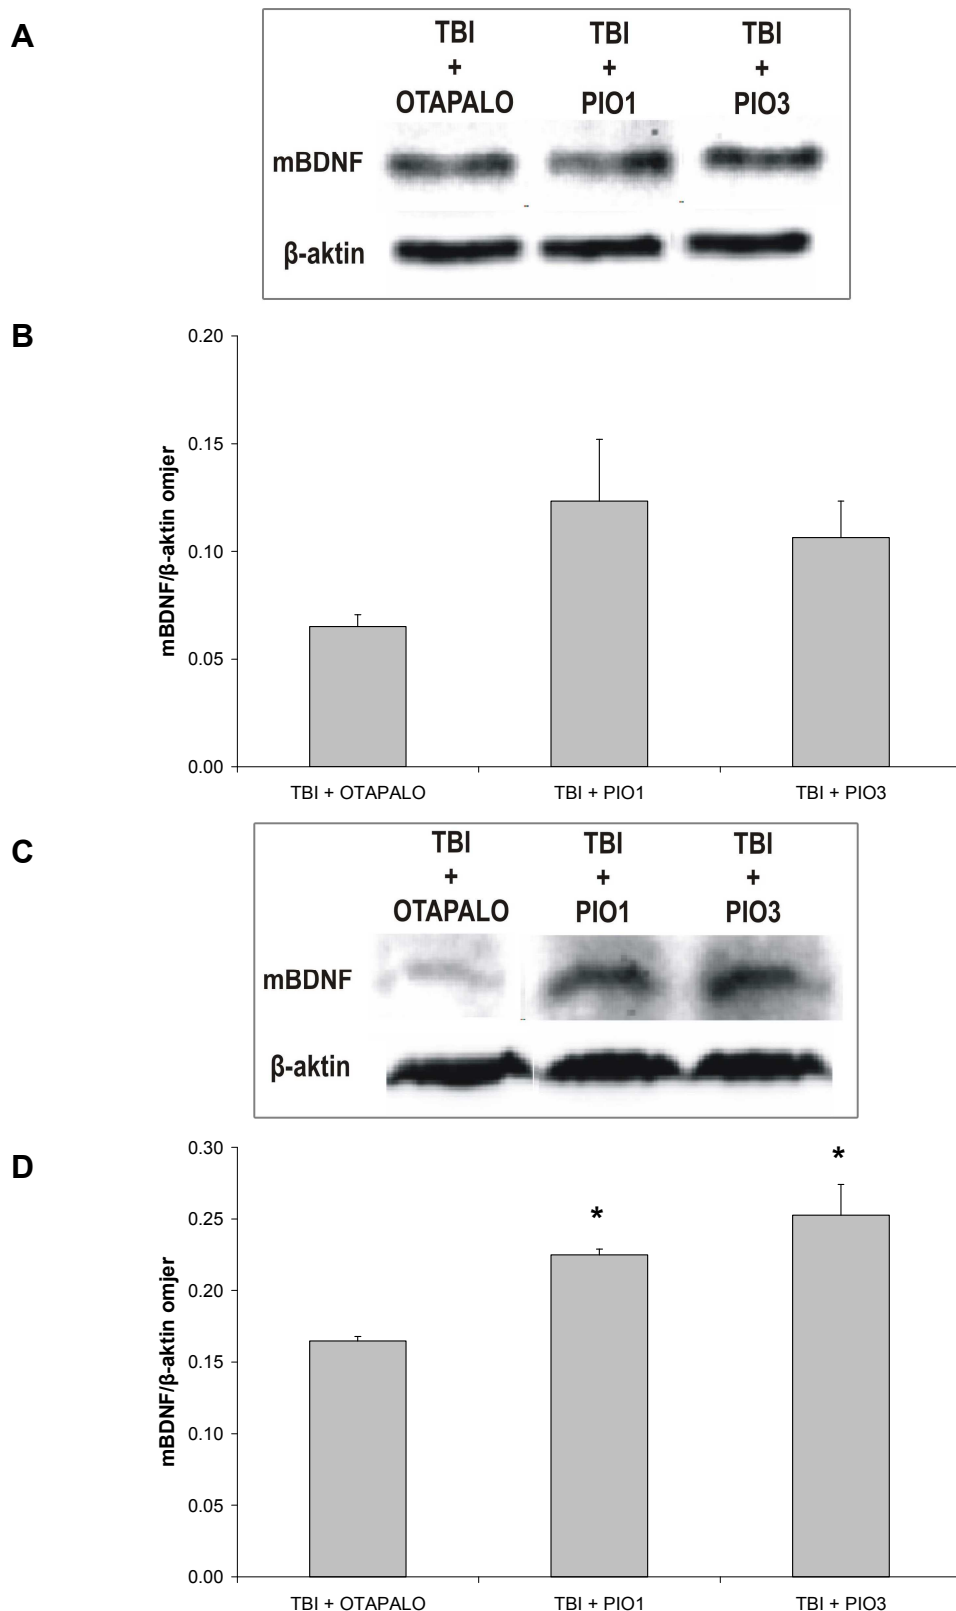 A
TBI TBI TBI
+ + +
OTAPALO PIO1 PIO3
mBDNF
β-aktin
B
0.20
0.15
0.10
0.05
0.00
mBDNF/β-aktin omjer
TBI + OTAPALO TBI + PIO1 TBI + PIO3
C
TBI TBI TBI
+ + +
OTAPALO PIO1 PIO3
mBDNF
β-aktin
D
0.30
0.25
0.20
0.15
0.10
0.05
0.00
mBDNF/β-aktin omjer
*
*
TBI + OTAPALO TBI + PIO1 TBI + PIO3